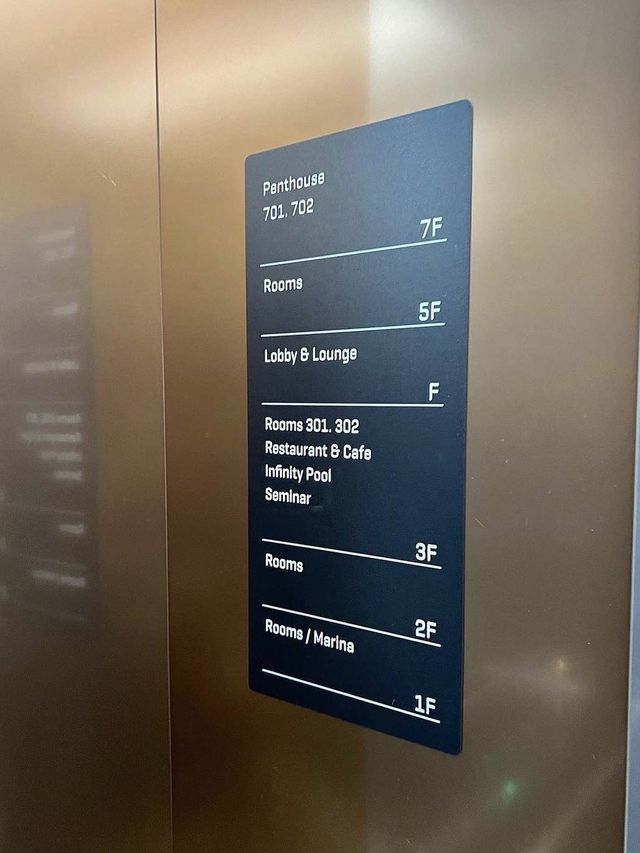 Penthouse
701. 702
7F
Rooms
5F
Lobby & Lounge
F
Rooms 301. 302
Restaurant & Cafe
Infinity Pool
Seminar
3F
Rooms
2F
Rooms / Marina
1F